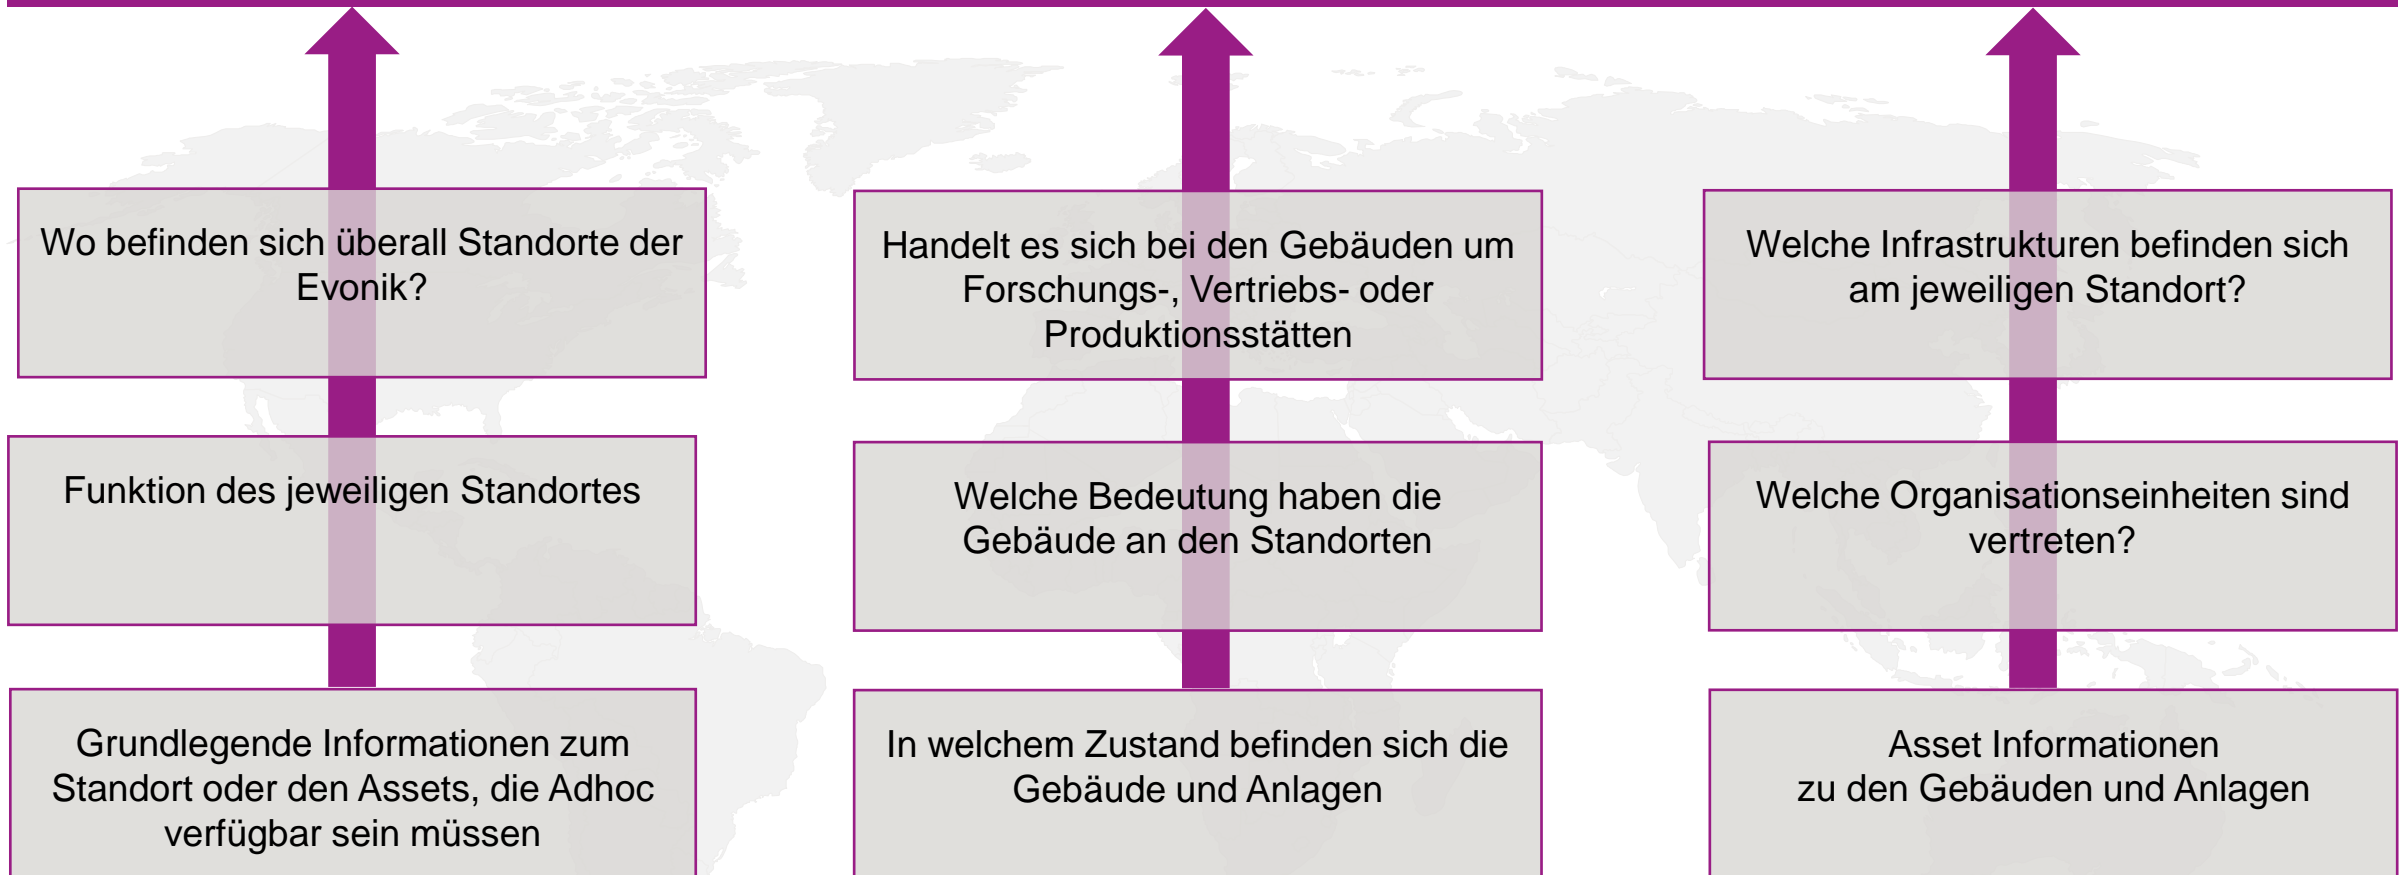 Wo befinden sich überall Standorte der
Evonik?
Handelt es sich bei den Gebäuden um
Forschungs-, Vertriebs- oder
Produktionsstätten
Welche Infrastrukturen befinden sich
am jeweiligen Standort?
Funktion des jeweiligen Standortes
Welche Bedeutung haben die
Gebäude an den Standorten
Welche Organisationseinheiten sind
vertreten?
Grundlegende Informationen zum
Standort oder den Assets, die Adhoc
verfügbar sein müssen
In welchem Zustand befinden sich die
Gebäude und Anlagen
Asset Informationen
zu den Gebäuden und Anlagen